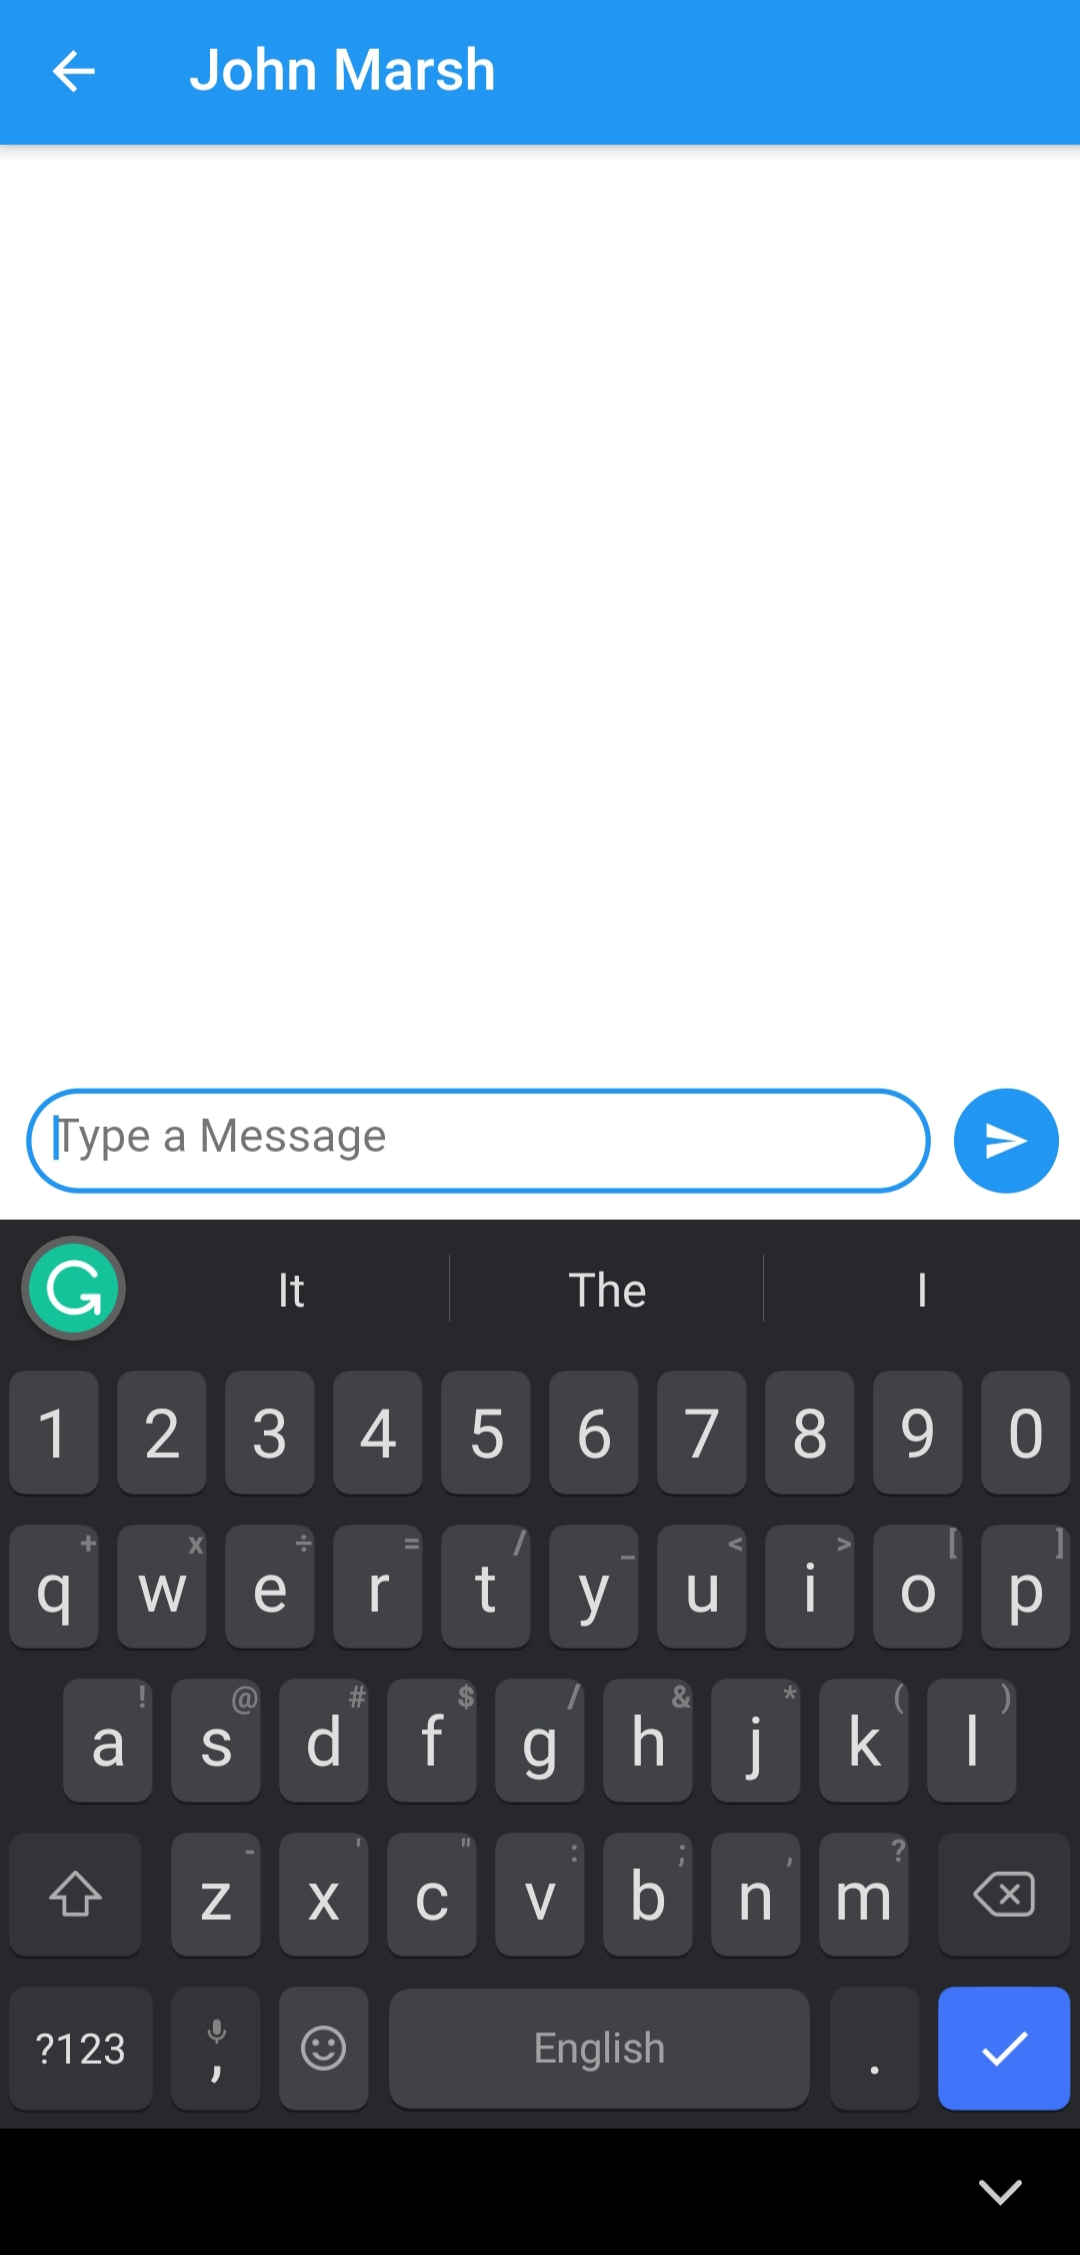 John Marsh
Type a Message
It The I
1 2 3 4 5 6 7 8 9 0
+ x ÷ = / _ < > [ ]
q w e r t y u i o p
! @ # $ / & * ( )
a s d f g h j k l
- ' " : ; , ?
z x c v b n m
?123 , English .